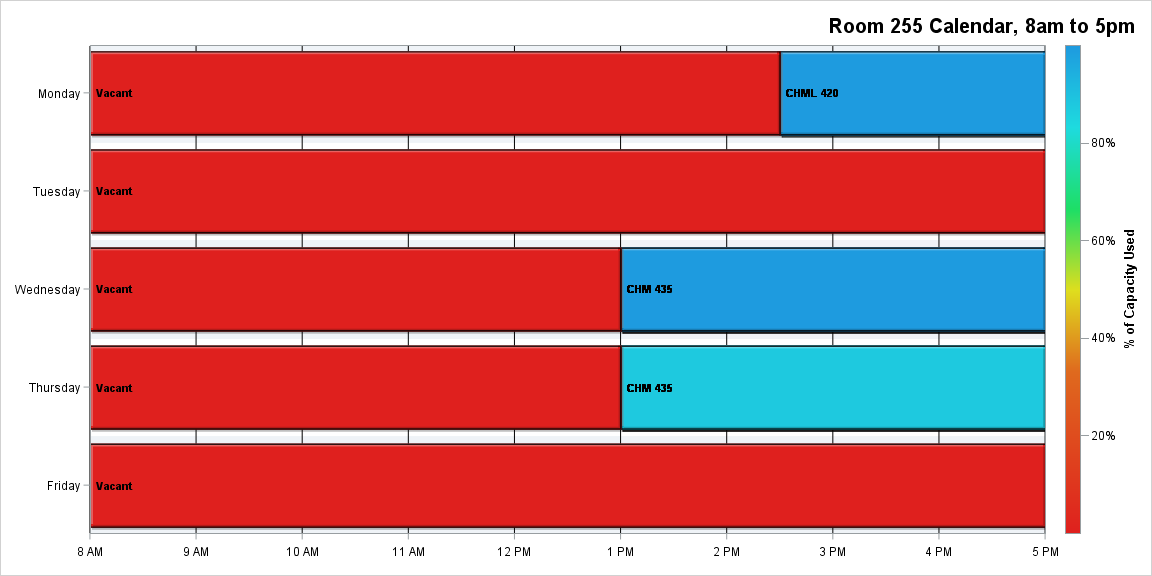 Room 255 Calendar, 8am to 5pm
Monday
Vacant
CHML 420
Tuesday
Vacant
Wednesday
Vacant
CHM 435
Thursday
Vacant
CHM 435
Friday
Vacant
8 AM
9 AM
10 AM
11 AM
12 PM
1 PM
2 PM
3 PM
4 PM
5 PM
80%
60%
40%
20%
% of Capacity Used